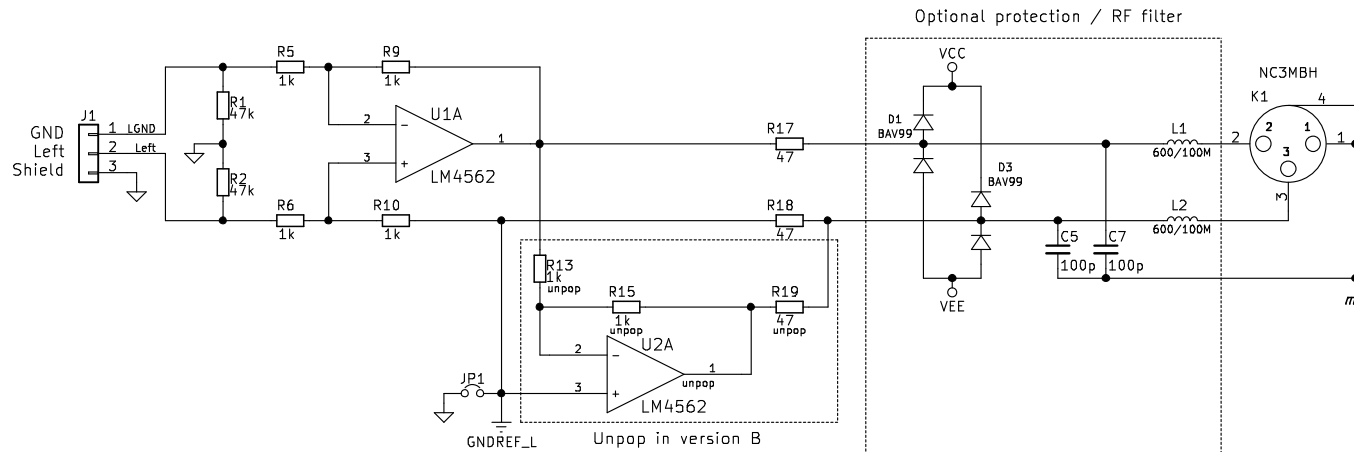 Optional protection / RF filter
VCC
NC3MBH
K1
4
2
1
3
2
1
3
J1
GND
Left
Shield
1
2
3
LGND
Left
R1
47k
R2
47k
R5
1k
R9
1k
2
3
−
+
1
U1A
LM4562
R6
1k
R10
1k
R17
47
R18
47
D1
BAV99
D3
BAV99
VEE
L1
600/100M
L2
600/100M
C5
100p
C7
100p
R13
1k
unpop
R15
1k
unpop
R19
47
unpop
2
3
−
+
1
U2A
unpop
LM4562
JP1
GNDREF_L
Unpop in version B